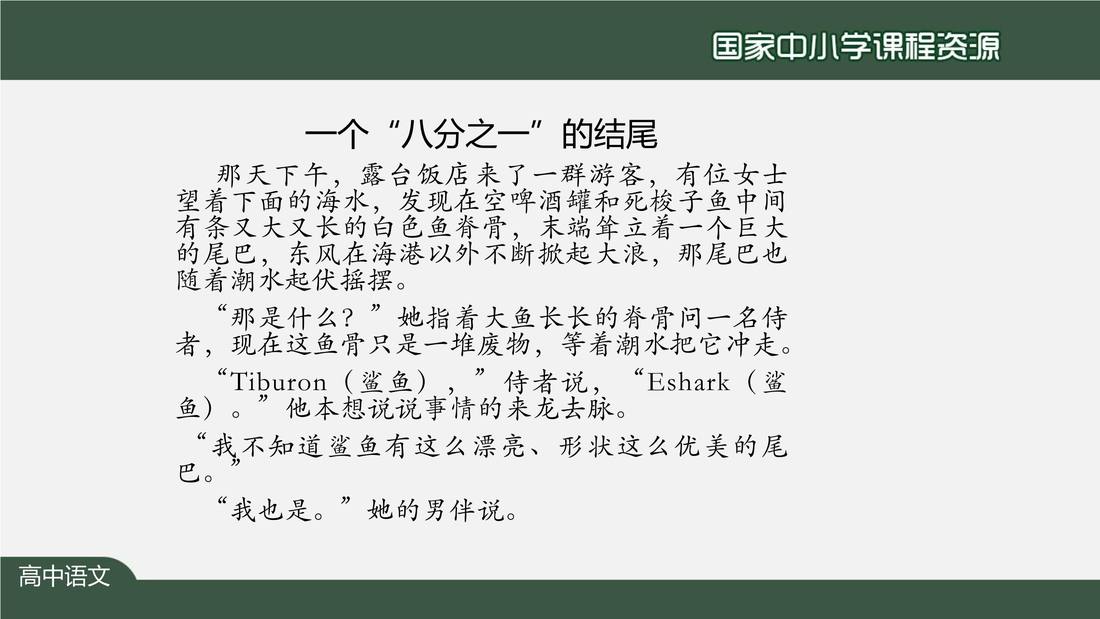 国家中小学课程资源
一个“八分之一”的结尾
那天下午，露台饭店来了一群游客，有位女士
望着下面的海水，发现在空啤酒罐和死梭子鱼中间
有条又大又长的白色鱼脊骨，末端耸立着一个巨大
的尾巴，东风在海港以外不断掀起大浪，那尾巴也
随着潮水起伏摇摆。
“那是什么？”她指着大鱼长长的脊骨问一名侍
者，现在这鱼骨只是一堆废物，等着潮水把它冲走。
“Tiburon（鲨鱼），”侍者说，“Eshark（鲨
鱼）。”他本想说说事情的来龙去脉。
“我不知道鲨鱼有这么漂亮、形状这么优美的尾
巴。”
“我也是。”她的男伴说。
高中语文